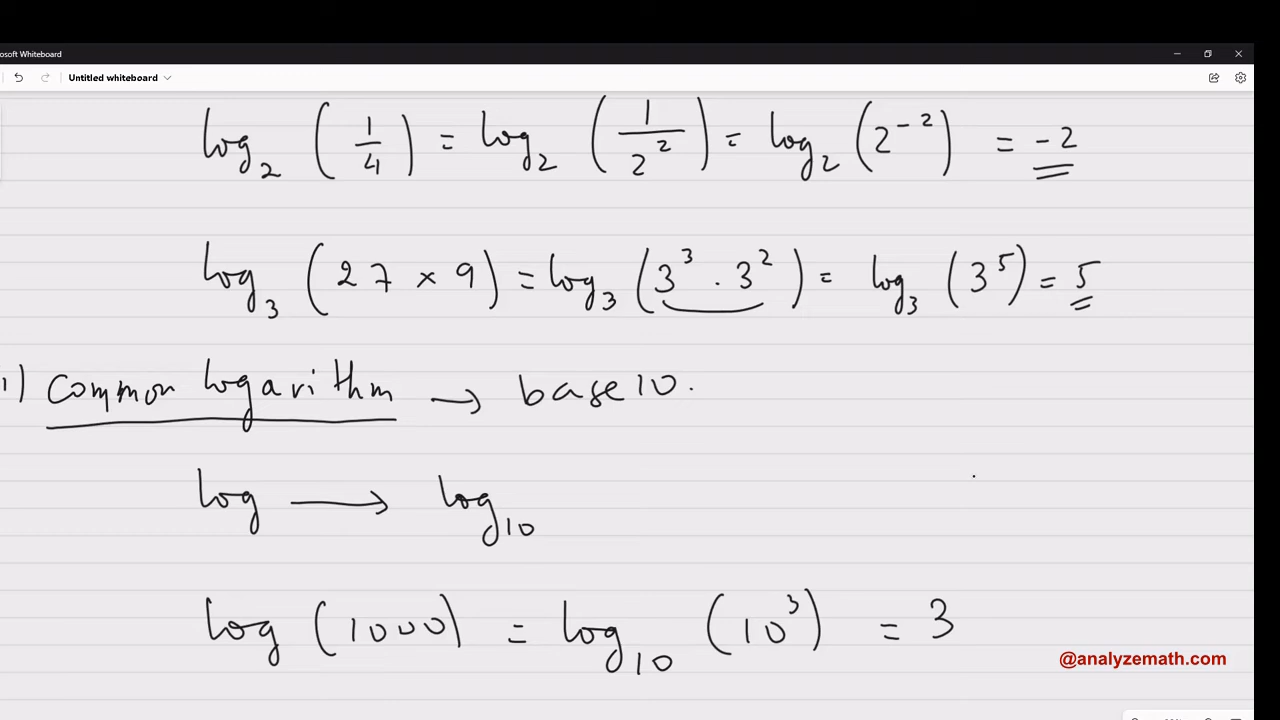 osoft Whiteboard
Untitled whiteboard
log₂ (1/4) = log₂ (1/2²) = log₂ (2⁻²) = -2
log₃ (27 × 9) = log₃ (3³ . 3²) = log₃ (3⁵) = 5
1) Common logarithm → base 10.
log → log₁₀
log (1000) = log₁₀ (10³) = 3
@analyzemath.com